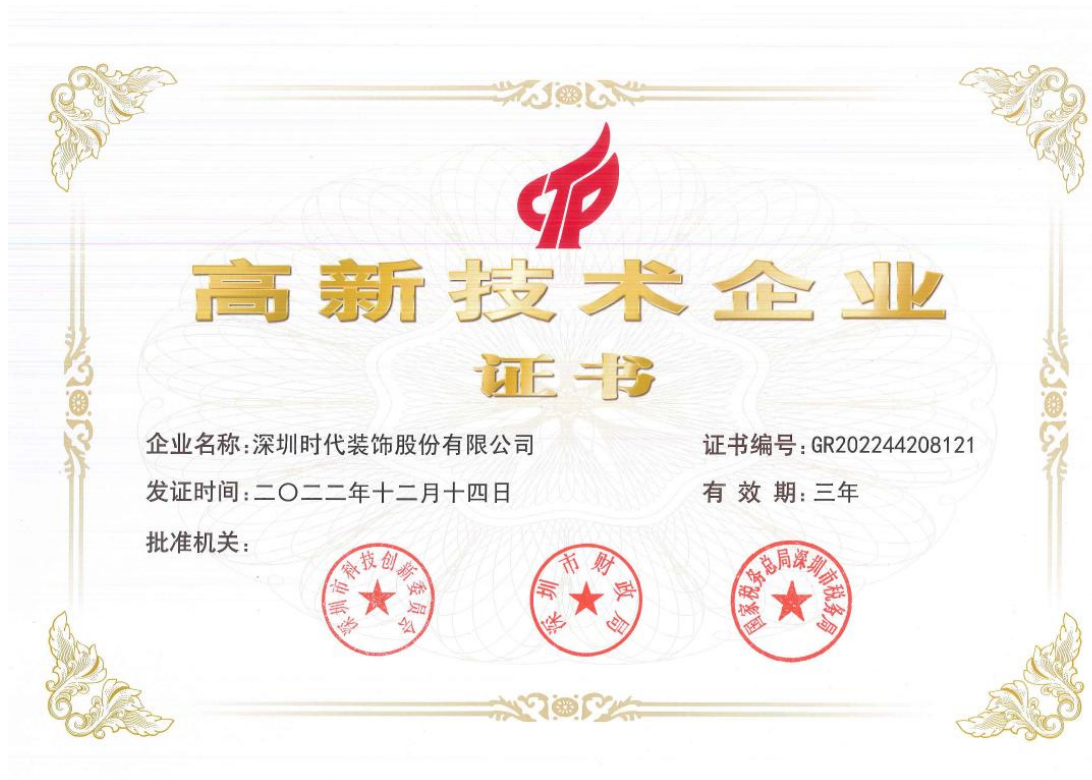 高新技术企业
证书
企业名称:深圳时代装饰股份有限公司
证书编号:GR202244208121
发证时间:二〇二二年十二月十四日
有效期:三年
批准机关:
深圳市科技创新委员会
深圳市财政局
国家税务总局深圳市税务局